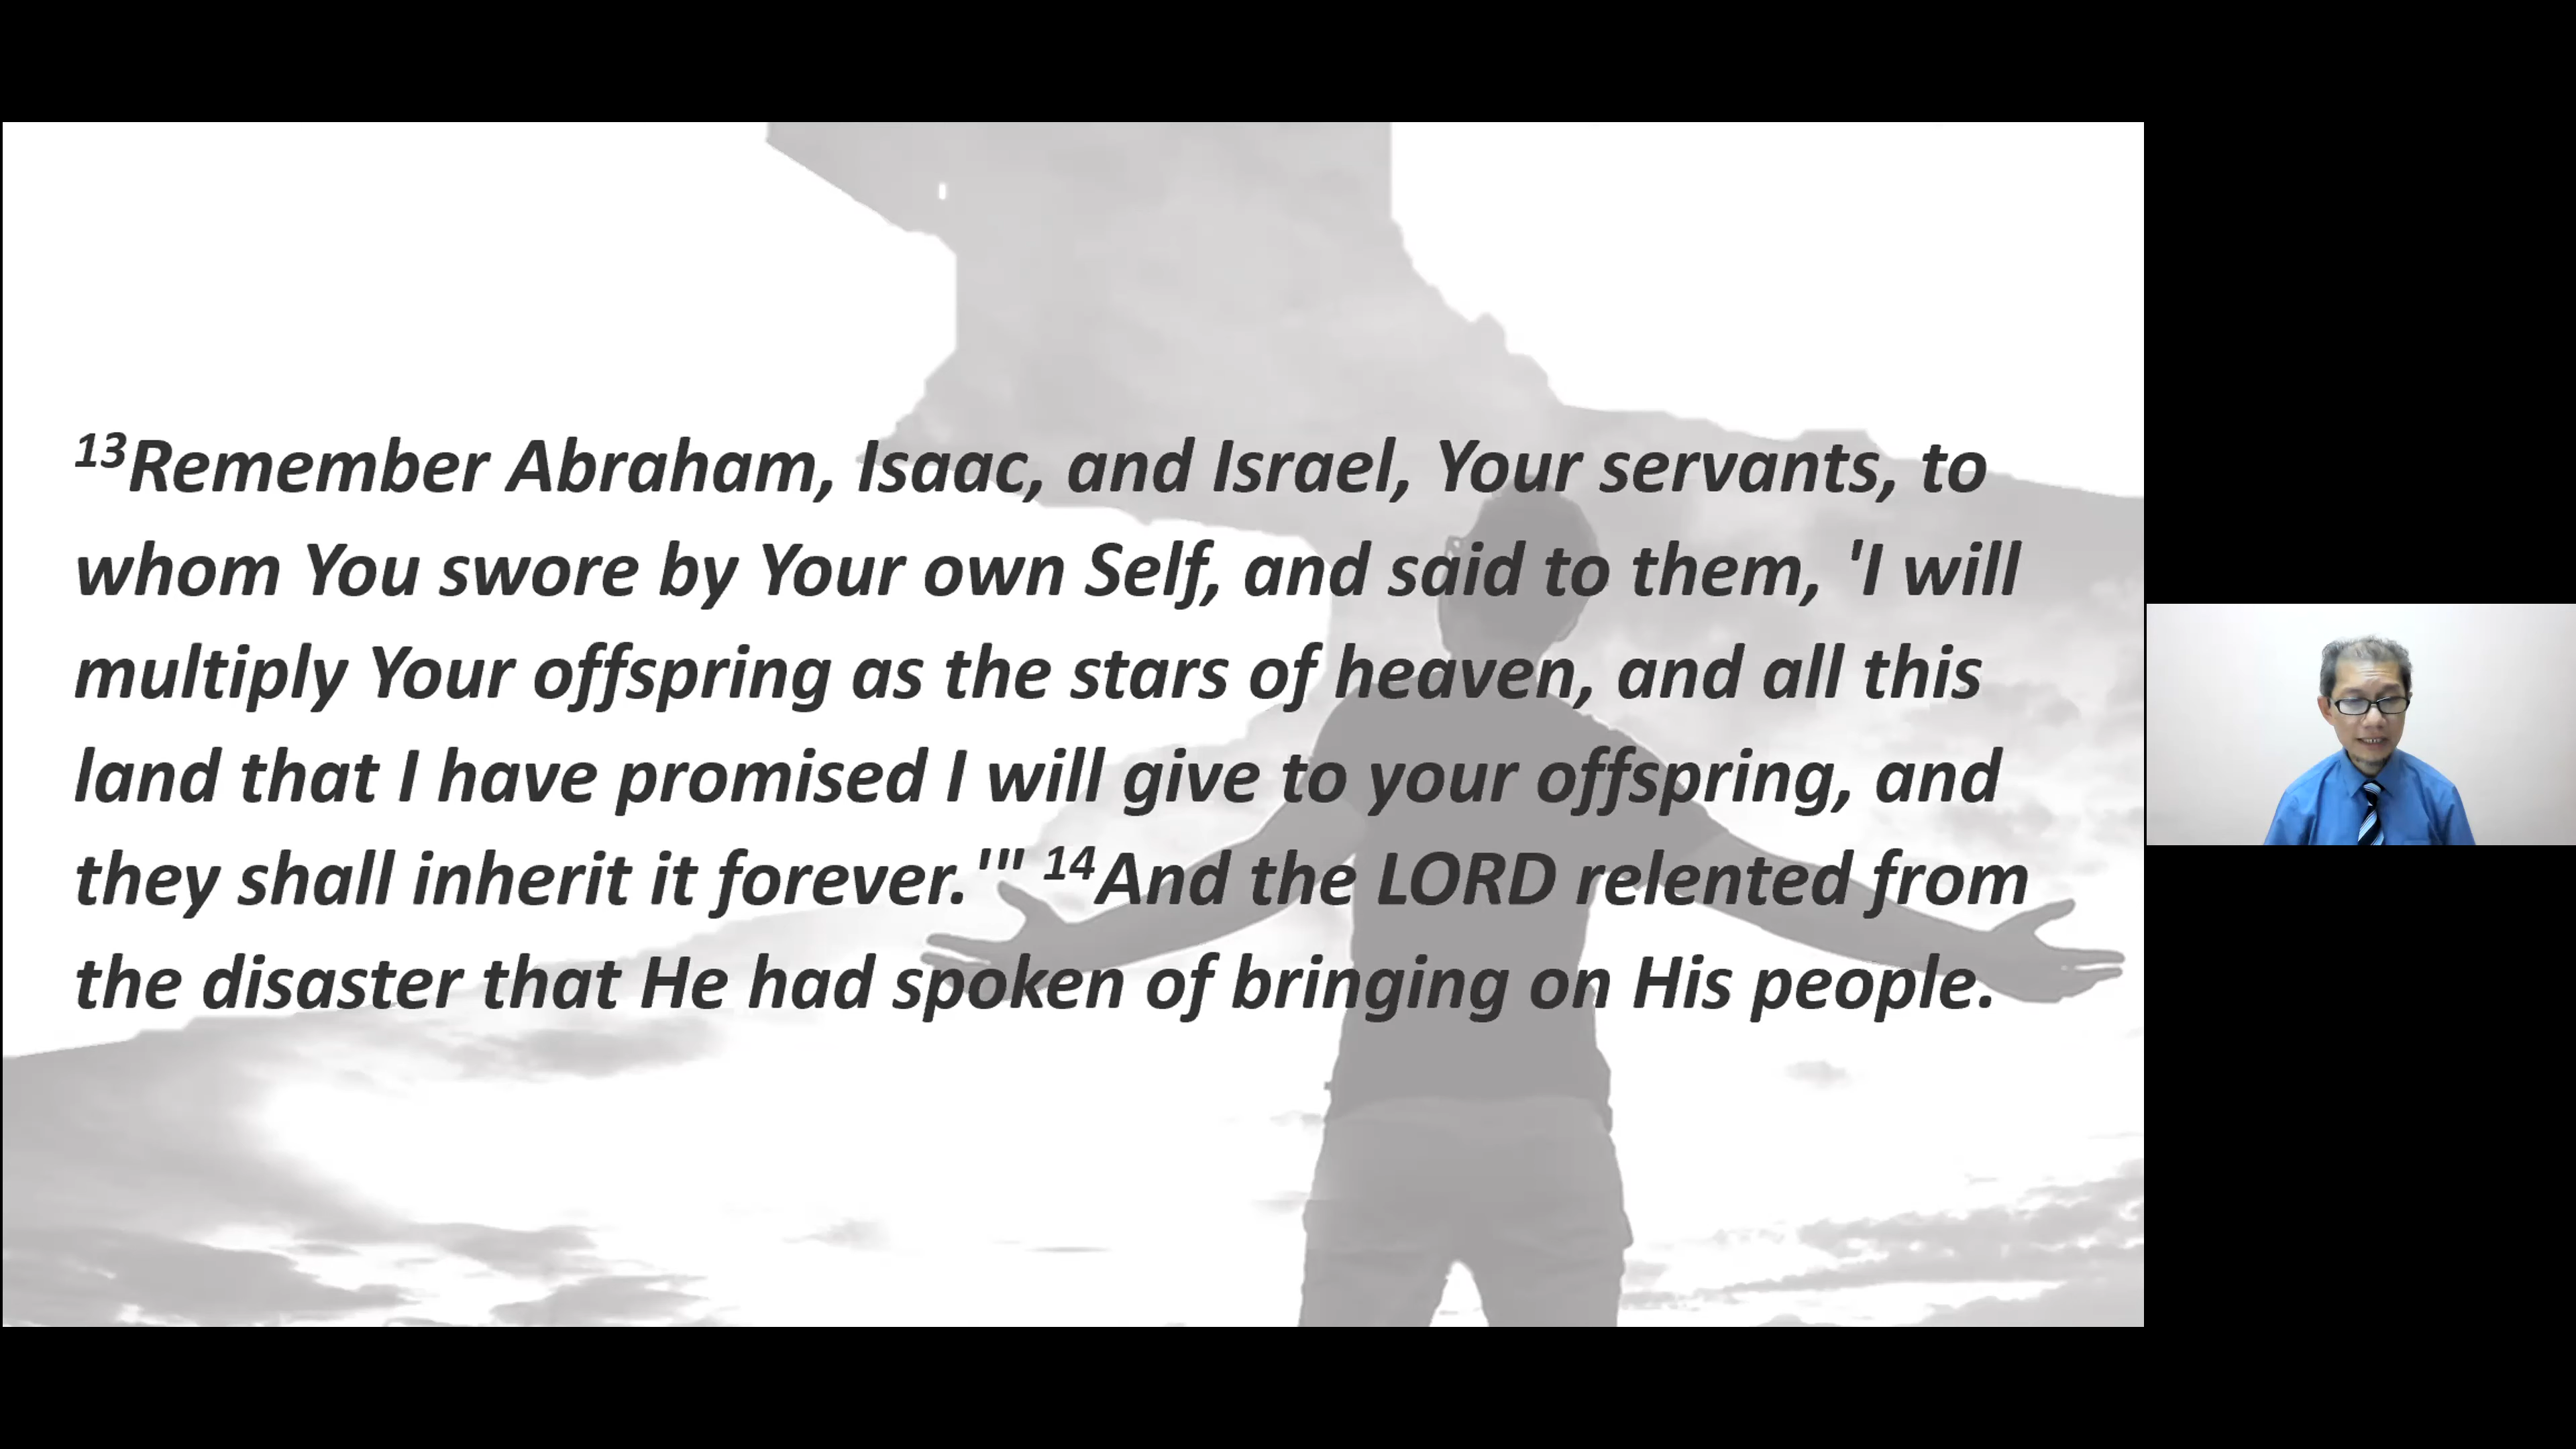 13Remember Abraham, Isaac, and Israel, Your servants, to
whom You swore by Your own Self, and said to them, 'I will
multiply Your offspring as the stars of heaven, and all this
land that I have promised I will give to your offspring, and
they shall inherit it forever.'" 14And the LORD relented from
the disaster that He had spoken of bringing on His people.